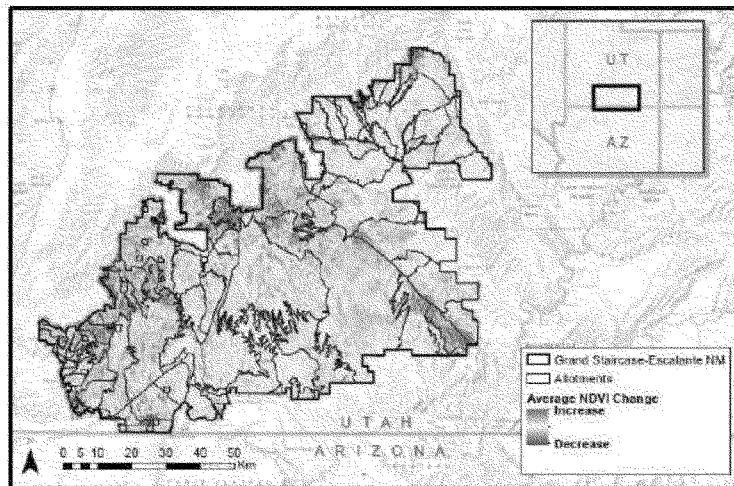 UT
AZ
Grand Staircase-Escalante NM
Allotments
Average NDVI Change
Increase
Decrease
UTAH
ARIZONA
0 5 10 20 30 40 50
Km